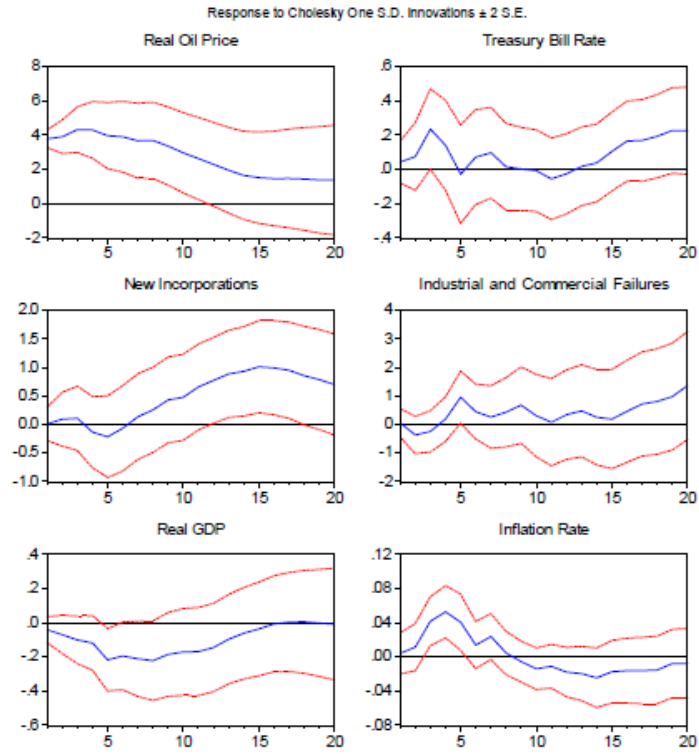 Response to Cholesky One S.D. Innovations ± 2 S.E.
Real Oil Price
8
6
4
2
0
-2
5 10 15 20
Treasury Bill Rate
.6
.4
.2
.0
-.2
-.4
5 10 15 20
New Incorporations
2.0
1.5
1.0
0.5
0.0
-0.5
-1.0
5 10 15 20
Industrial and Commercial Failures
4
3
2
1
0
-1
-2
5 10 15 20
Real GDP
.4
.2
.0
-.2
-.4
-.6
5 10 15 20
Inflation Rate
.12
.08
.04
.00
-.04
-.08
5 10 15 20